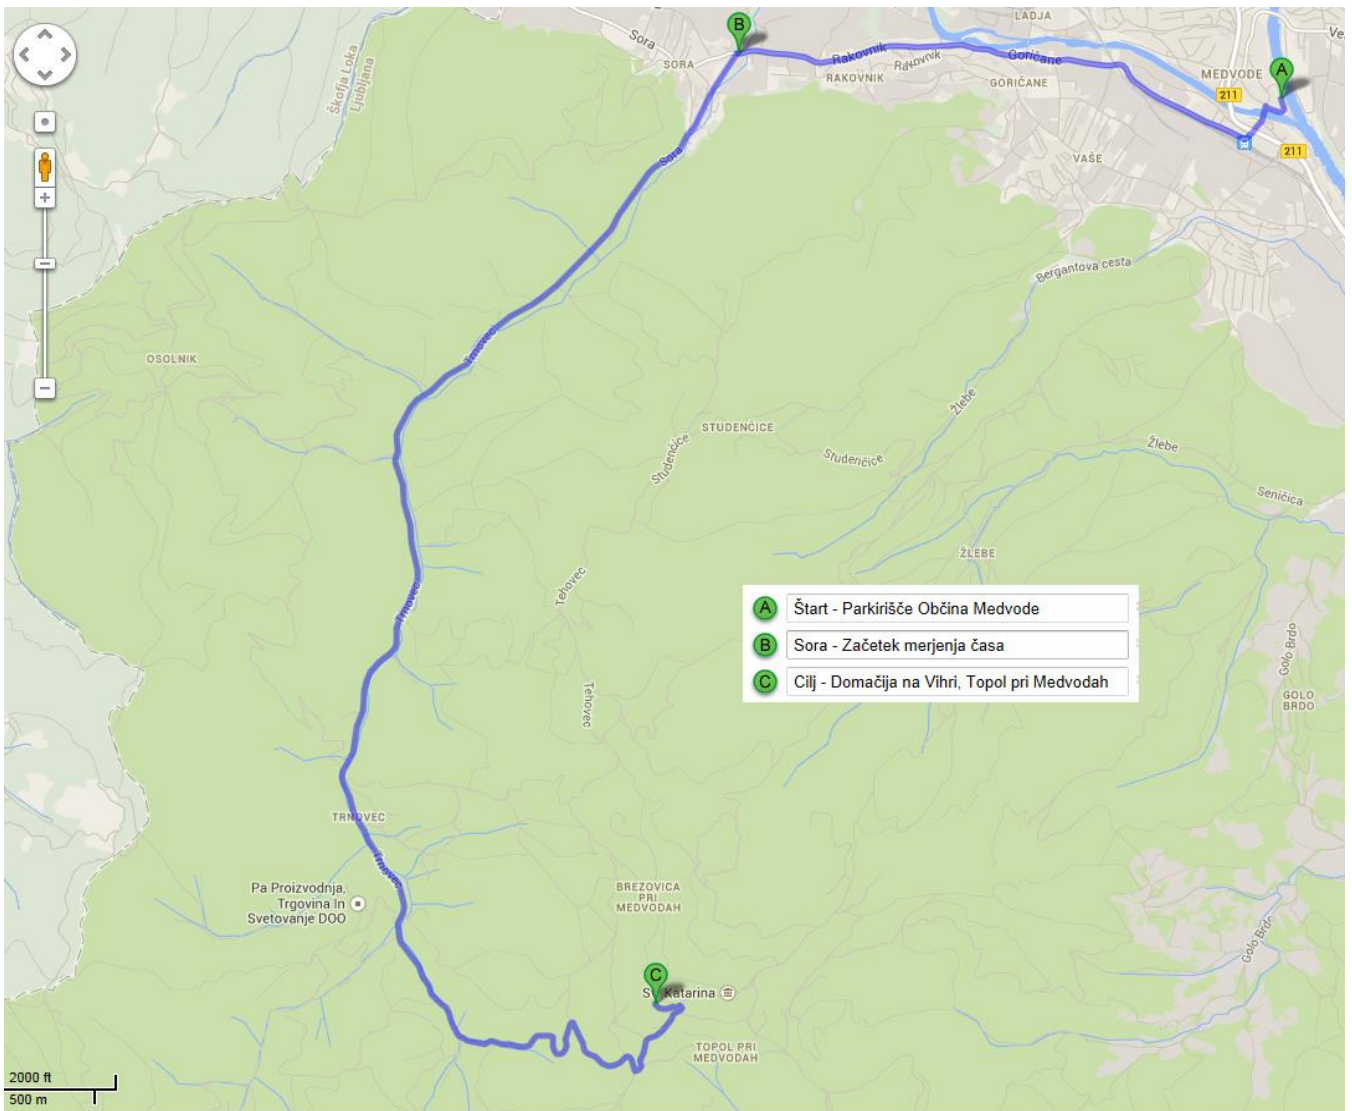 B
LADJA
Ve
Sora
SORA
Rakovnik
Rakovnik
RAKOVNIK
Goričane
GORIČANE
MEDVODE
A
211
211
Škofja Loka
Ljubljana
VAŠE
Sora
Bergantova cesta
Trnovec
OSOLNIK
Žlebe
STUDENČICE
Studenčice
Studenčice
Žlebe
Seničica
ŽLEBE
Tehovec
Trnovec
A Štart - Parkirišče Občina Medvode
B Sora - Začetek merjenja časa
C Cilj - Domačija na Vihri, Topol pri Medvodah
Golo Brdo
GOLO
BRDO
Tehovec
TRNOVEC
Trnovec
Pa Proizvodnja,
Trgovina In
Svetovanje DOO
BREZOVICA
PRI
MEDVODAH
Golo Brdo
C
Katarina
TOPOL PRI
MEDVODAH
2000 ft
500 m